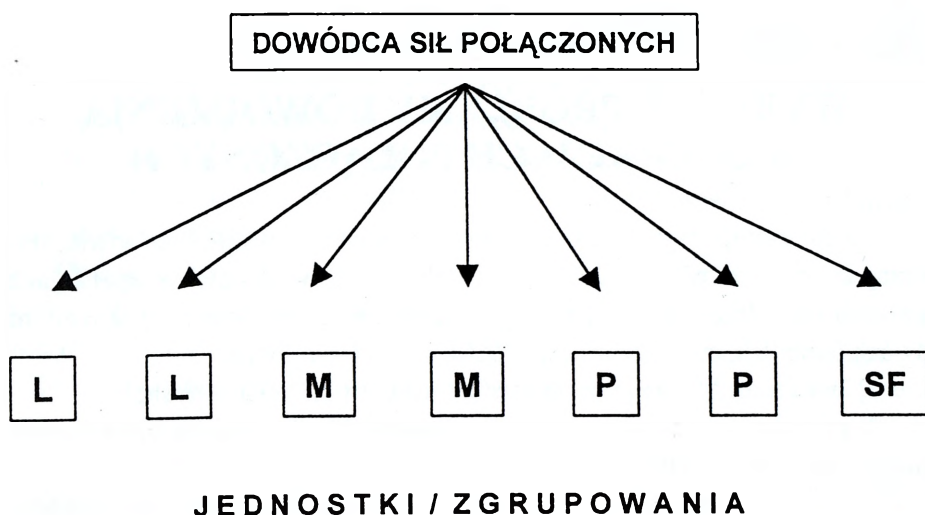 DOWÓDCA SIŁ POŁĄCZONYCH
L L M M P P SF
JEDNOSTKI / ZGRUPOWANIA